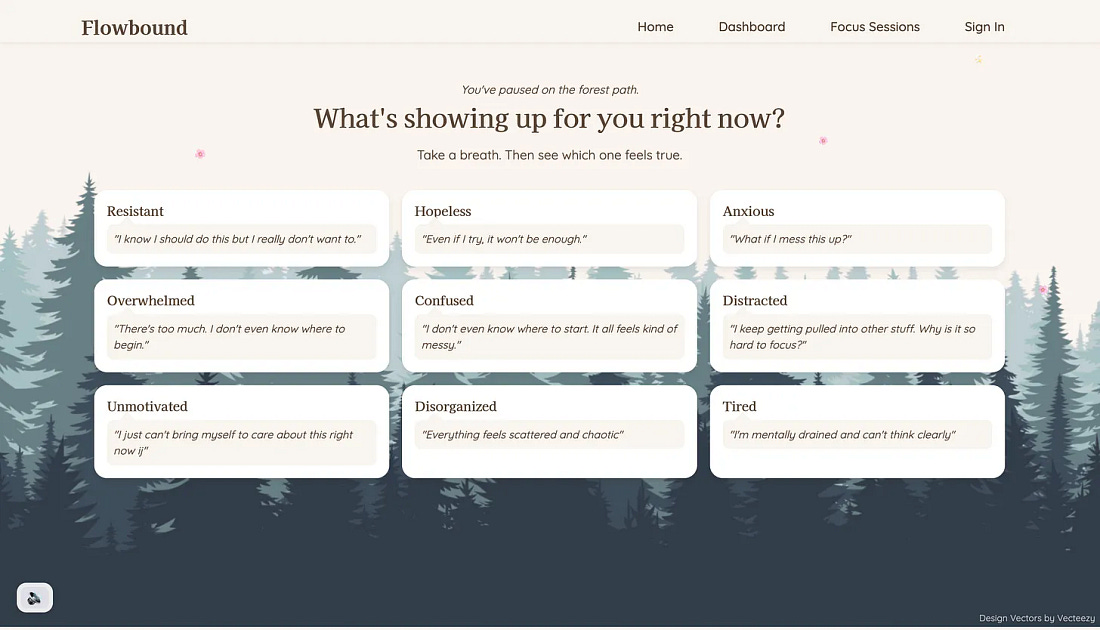 Flowbound
Home Dashboard Focus Sessions Sign In
You've paused on the forest path.
What's showing up for you right now?
Take a breath. Then see which one feels true.
Resistant
"I know I should do this but I really don't want to."
Hopeless
"Even if I try, it won't be enough."
Anxious
"What if I mess this up?"
Overwhelmed
"There's too much. I don't even know where to
begin."
Confused
"I don't even know where to start. It all feels kind of
messy."
Distracted
"I keep getting pulled into other stuff. Why is it so
hard to focus?"
Unmotivated
"I just can't bring myself to care about this right
now ij"
Disorganized
"Everything feels scattered and chaotic"
Tired
"I'm mentally drained and can't think clearly"
Design Vectors by Vecteezy